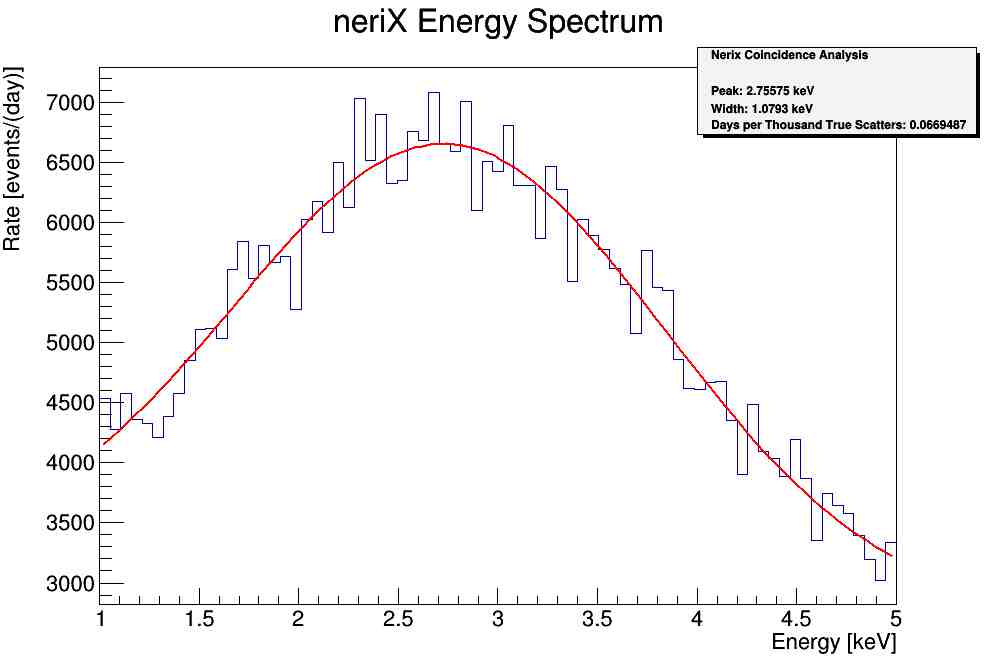 neriX Energy Spectrum
Nerix Coincidence Analysis
Peak: 2.75575 keV
Width: 1.0793 keV
Days per Thousand True Scatters: 0.0669487
Rate [events/(day)]
7000
6500
6000
5500
5000
4500
4000
3500
3000
1 1.5 2 2.5 3 3.5 4 4.5 5
Energy [keV]